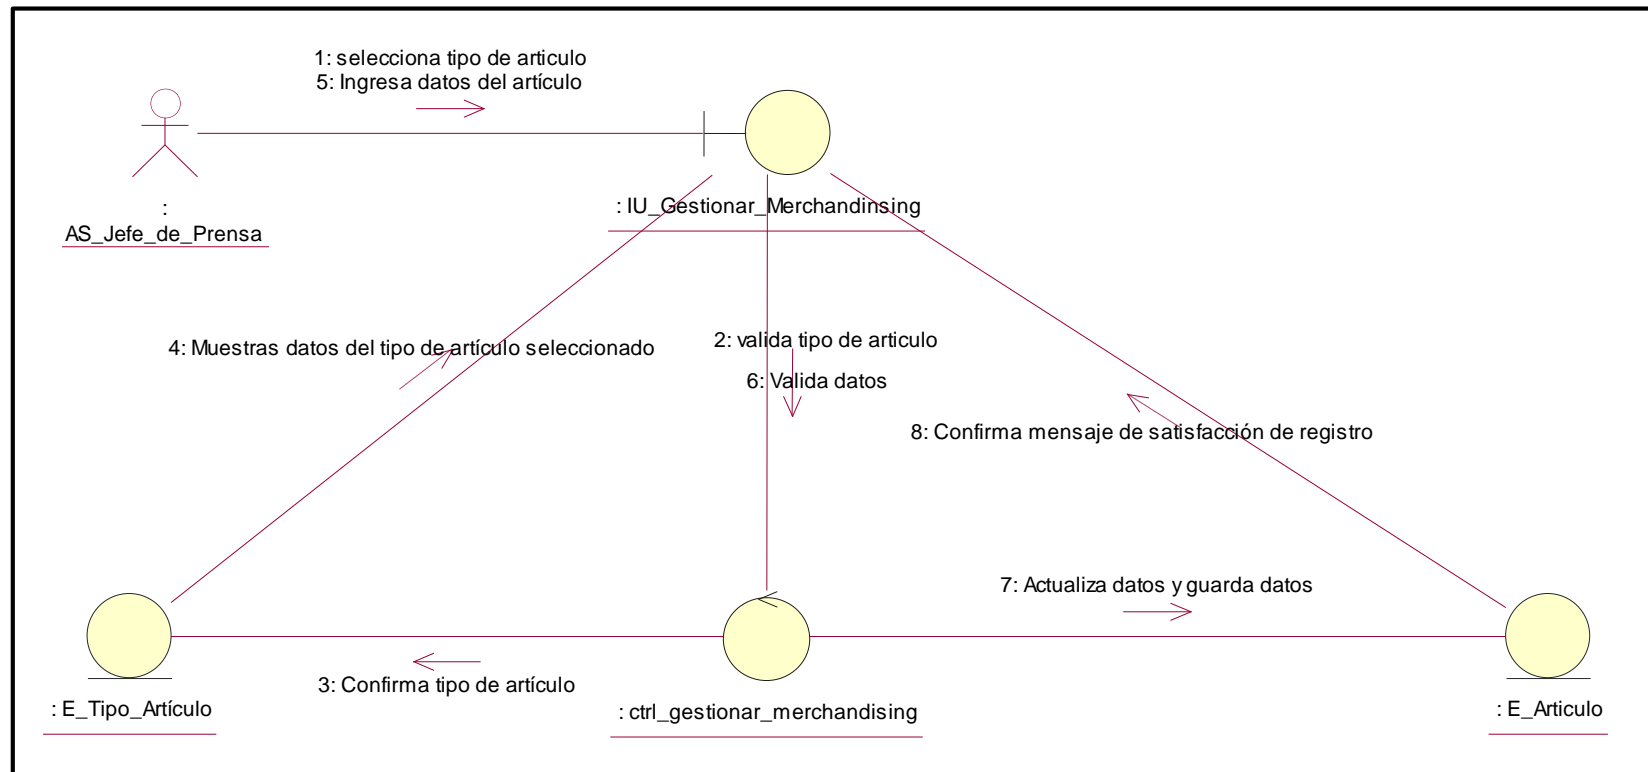 1: selecciona tipo de articulo
5: Ingresa datos del artículo
:
AS_Jefe_de_Prensa
: IU_Gestionar_Merchandinsing
4: Muestras datos del tipo de artículo seleccionado
2: valida tipo de articulo
6: Valida datos
8: Confirma mensaje de satisfacción de registro
7: Actualiza datos y guarda datos
3: Confirma tipo de artículo
: E_Tipo_Artículo
: ctrl_gestionar_merchandising
: E_Articulo